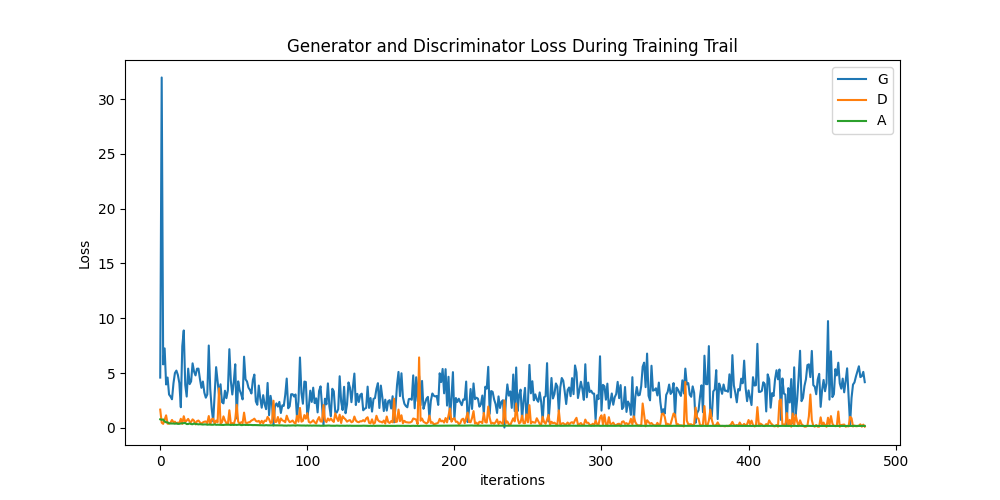 Generator and Discriminator Loss During Training Trail
G
D
A
30
25
20
15
10
5
0
Loss
0 100 200 300 400 500
iterations